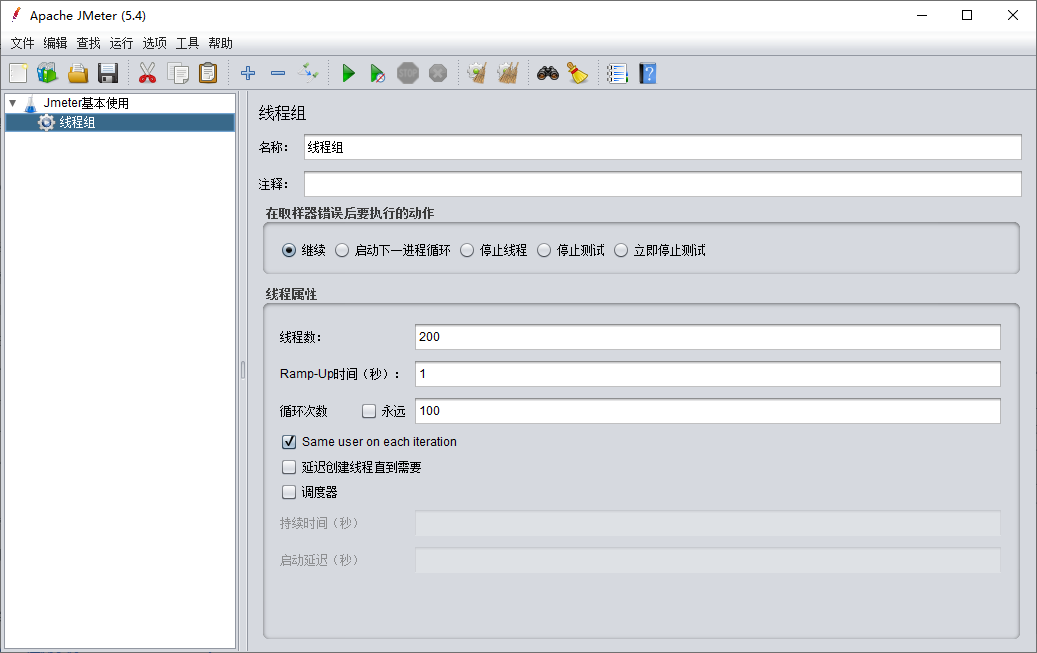 Apache JMeter (5.4)
文件 编辑 查找 运行 选项 工具 帮助
STOP
Jmeter基本使用
线程组
线程组
名称： 线程组
注释：
在取样器错误后要执行的动作
继续 启动下一进程循环 停止线程 停止测试 立即停止测试
线程属性
线程数： 200
Ramp-Up时间（秒）： 1
循环次数 永远 100
Same user on each iteration
延迟创建线程直到需要
调度器
持续时间（秒）
启动延迟（秒）